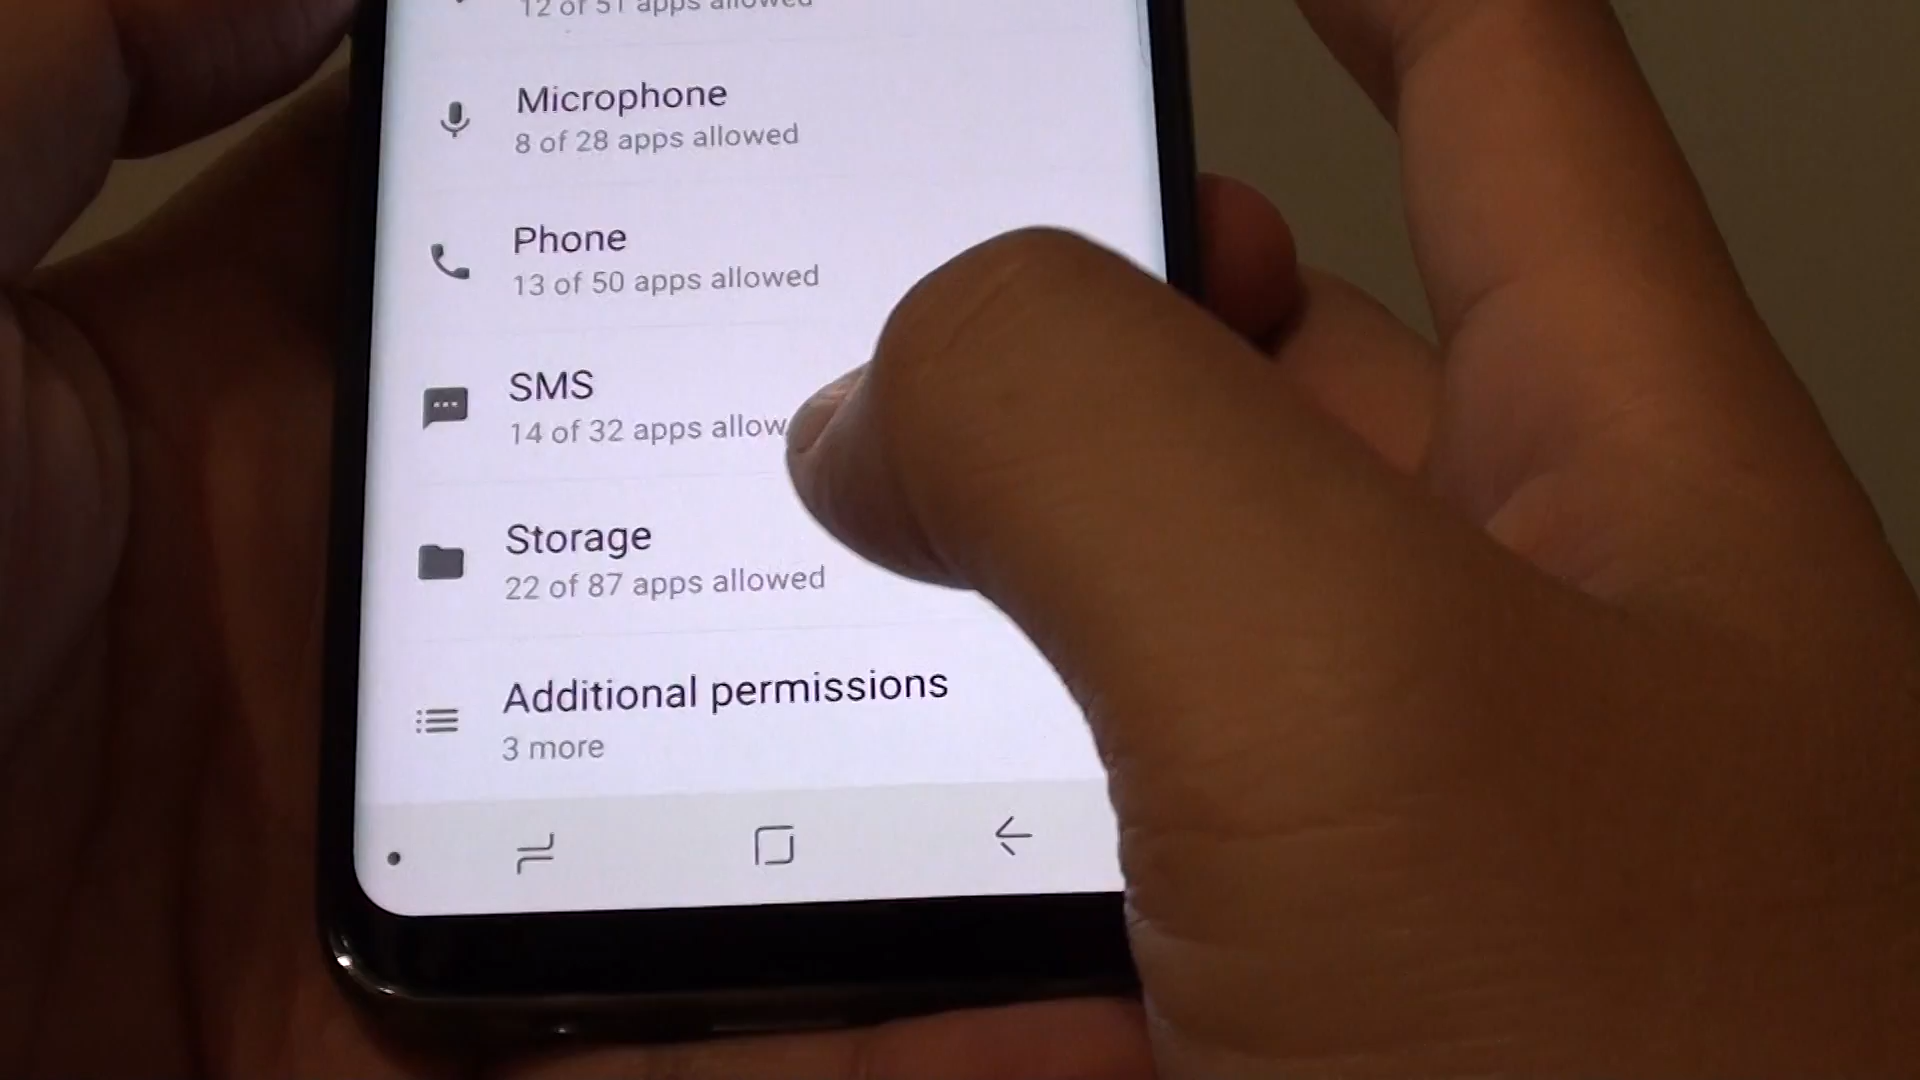 12 of 51 apps allowed
Microphone
8 of 28 apps allowed
Phone
13 of 50 apps allowed
SMS
14 of 32 apps allow
Storage
22 of 87 apps allowed
Additional permissions
3 more